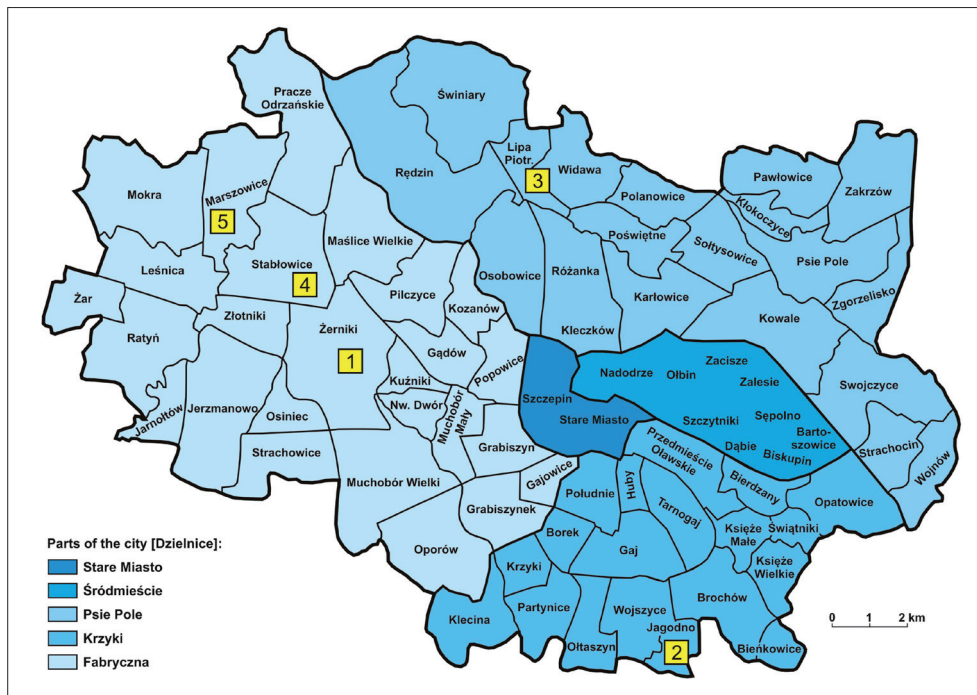 Pracze
Odrzańskie
Świniary
Lipa
Piotr.
Widawa
3
Rędzin
Polanowice
Pawłowice
Zakrzów
Kłokoczyce
Mokra
Marszowice
5
Maślice Wielkie
Poświętne
Sołtysowice
Psie Pole
Leśnica
Stabłowice
4
Osobowice
Różanka
Karłowice
Zgorzelisko
Żar
Pilczyce
Kozanów
Złotniki
Żerniki
Kleczków
Kowale
Ratyń
1
Gądów
Popowice
Zacisze
Nadodrze
Ołbin
Zalesie
Swojczyce
Kuźniki
Szczepin
Jarnołtów
Jerzmanowo
Osiniec
Nw. Dwór
Muchobór
Mały
Stare Miasto
Szczytniki
Sępolno
Barto-
szowice
Dąbie
Biskupin
Strachocin
Wojnów
Strachowice
Grabiszyn
Przedmieście
Oławskie
Muchobór Wielki
Gajowice
Południe
Huby
Bierdzany
Opatowice
Grabiszynek
Tarnogaj
Księże
Małe
Świątniki
Borek
Gaj
Oporów
Księże
Wielkie
Krzyki
Brochów
Klecina
Partynice
Wojszyce
Jagodno
Ołtaszyn
2
Bieńkowice
Parts of the city [Dzielnice]:
Stare Miasto
Śródmieście
Psie Pole
Krzyki
Fabryczna
0 1 2 km